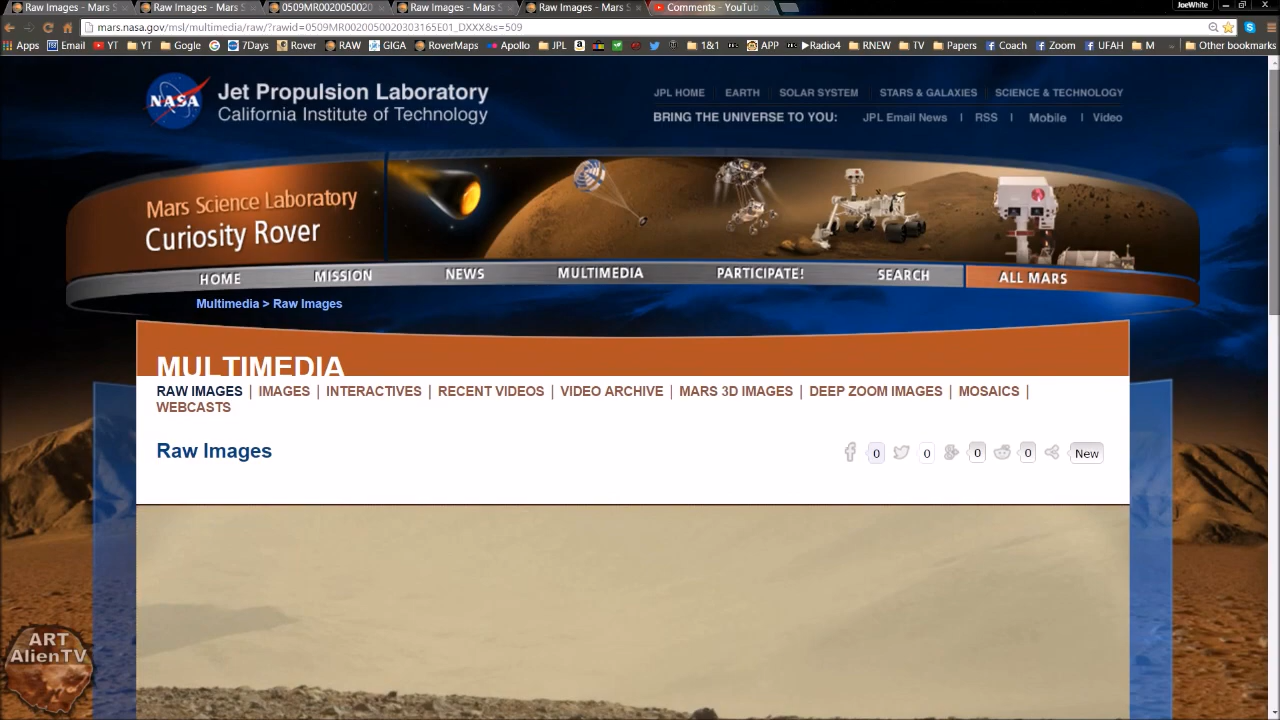 Raw Images - Mars S
Raw Images - Mars S
0509MR0020050020
Raw Images - Mars S
Raw Images - Mars S
Comments - YouTub
JoeWhite
mars.nasa.gov/msl/multimedia/raw/?rawid=0509MR0020050020303165E01_DXXX&s=509
Apps Email YT YT Gogle 7Days Rover RAW GIGA RoverMaps Apollo JPL 1&1 APP Radio4 RNEW TV Papers Coach Zoom UFAH M Other bookmarks
NASA
Jet Propulsion Laboratory
California Institute of Technology
JPL HOME EARTH SOLAR SYSTEM STARS & GALAXIES SCIENCE & TECHNOLOGY
BRING THE UNIVERSE TO YOU: JPL Email News | RSS | Mobile | Video
Mars Science Laboratory
Curiosity Rover
HOME MISSION NEWS MULTIMEDIA PARTICIPATE! SEARCH ALL MARS
Multimedia > Raw Images
MULTIMEDIA
RAW IMAGES | IMAGES | INTERACTIVES | RECENT VIDEOS | VIDEO ARCHIVE | MARS 3D IMAGES | DEEP ZOOM IMAGES | MOSAICS |
WEBCASTS
Raw Images
0 0 0 0 New
ART
AlienTV